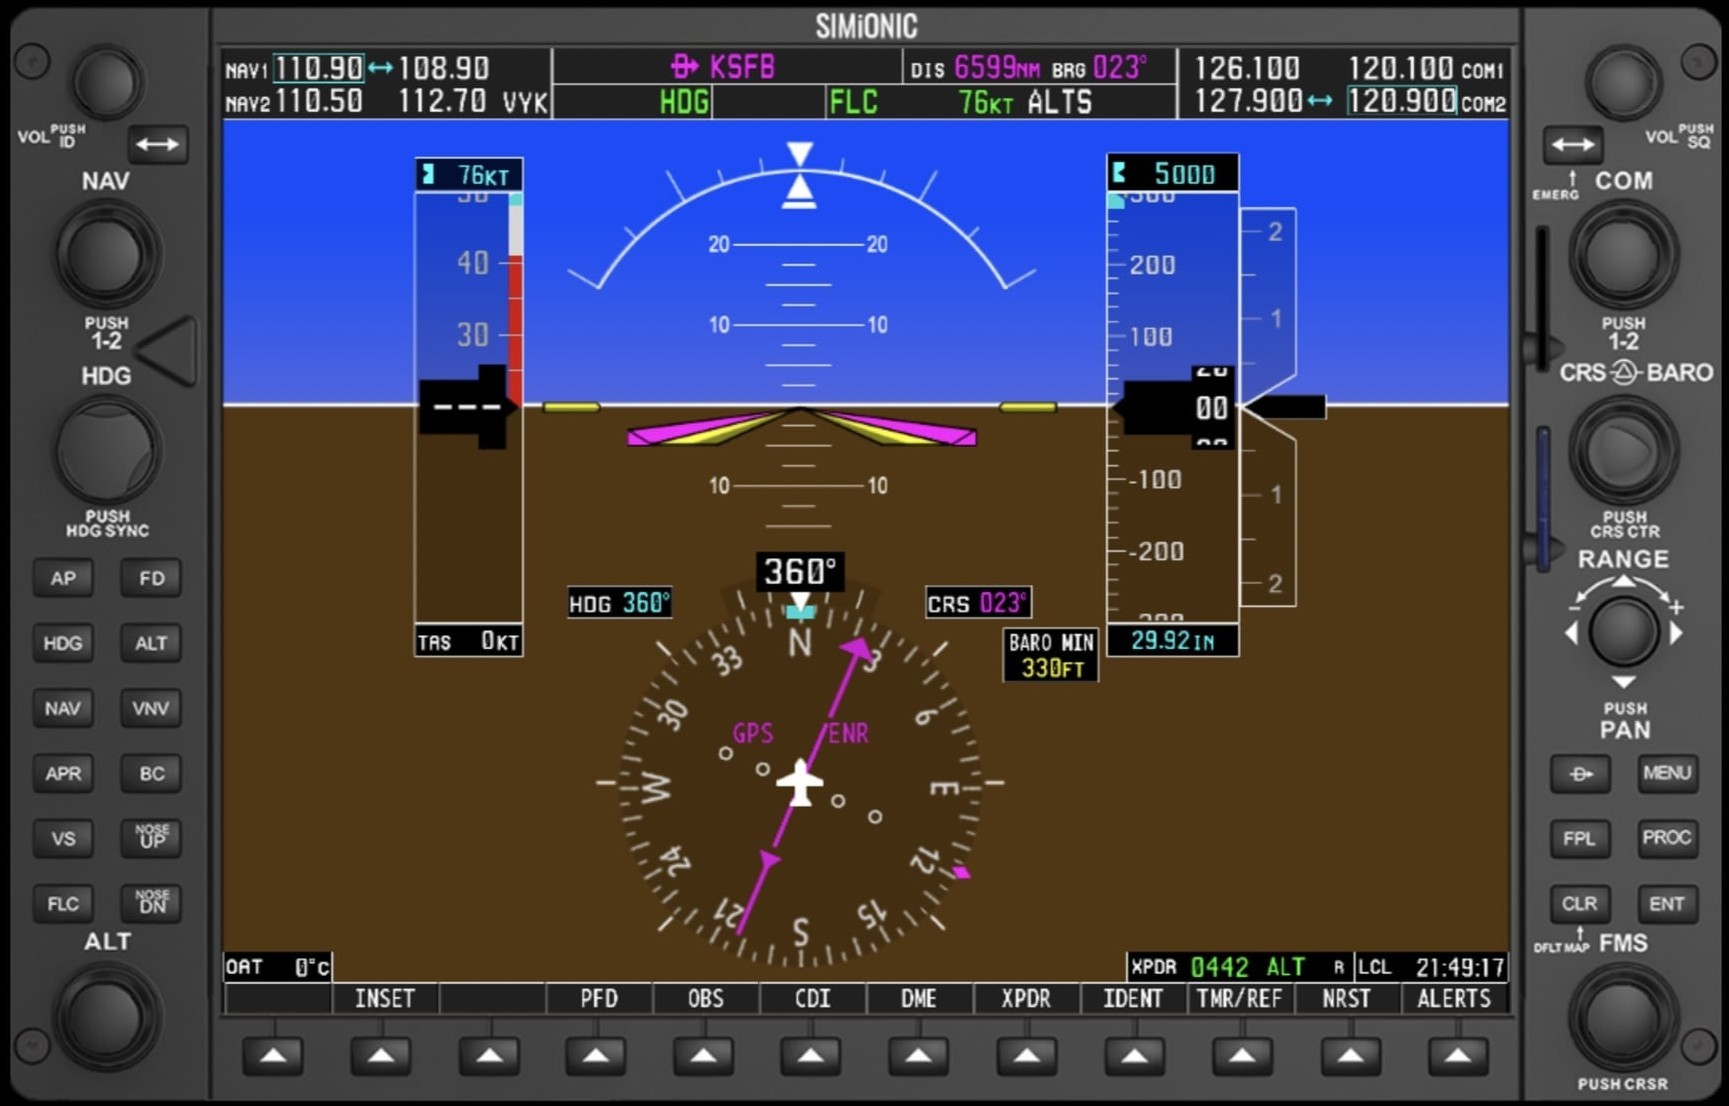 SIMiONIC
NAV1 110.90 ↔ 108.90
NAV2 110.50 112.70 VYK
KSFB
DIS 6599NM BRG 023°
HDG FLC 76KT ALTS
126.100 120.100 COM1
127.900 ↔ 120.900 COM2
VOL PUSH ID
NAV
PUSH
1-2
HDG
PUSH
HDG SYNC
AP FD
HDG ALT
NAV VNV
APR BC
VS NOSE UP
FLC NOSE DN
ALT
76KT
40
30
---
TAS 0KT
20 20
10 10
10 10
5000
200
100
00
-100
-200
29.92IN
2
1
1
2
360°
HDG 360°
CRS 023°
BARO MIN
330FT
N
33 3
30 6
GPS ENR
W E
24 12
21 15
S
OAT 0°C
XPDR 0442 ALT R LCL 21:49:17
INSET PFD OBS CDI DME XPDR IDENT TMR/REF NRST ALERTS
VOL PUSH SQ
EMERG
COM
PUSH
1-2
CRS BARO
PUSH
CRS CTR
RANGE
- +
PUSH
PAN
D MENU
FPL PROC
CLR ENT
DFLT MAP FMS
PUSH CRSR